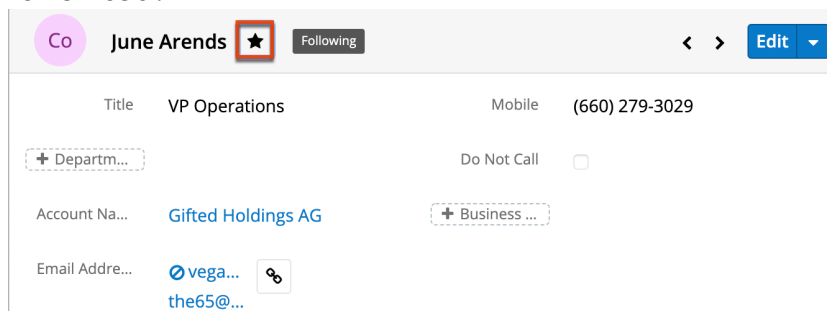 Co June Arends Following Edit
Title VP Operations Mobile (660) 279-3029
+ Departm... Do Not Call
Account Na... Gifted Holdings AG + Business ...
Email Addre... vega...
the65@...